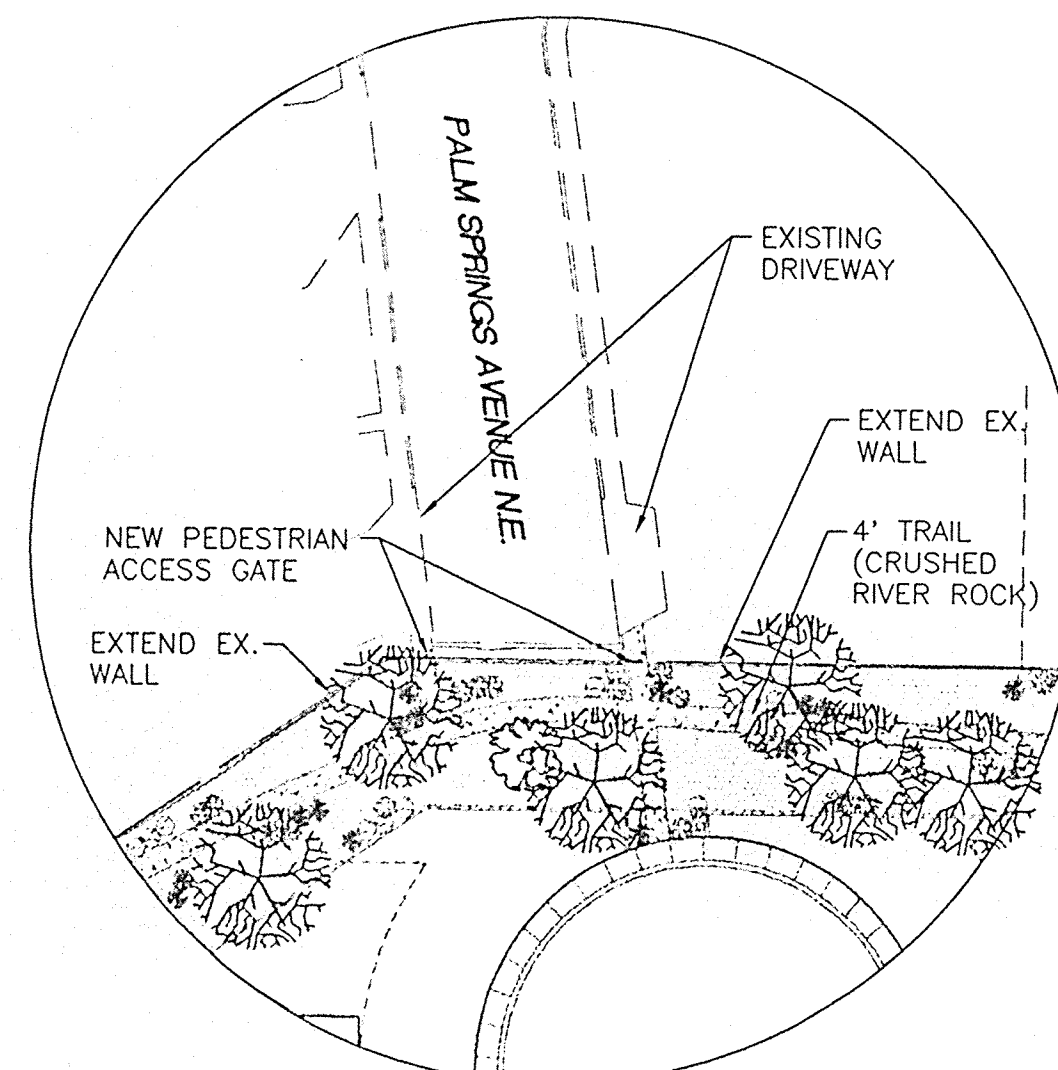 PALM SPRINGS AVENUE N.E.
EXISTING
DRIVEWAY
EXTEND EX.
WALL
NEW PEDESTRIAN
ACCESS GATE
4' TRAIL
(CRUSHED
RIVER ROCK)
EXTEND EX.
WALL